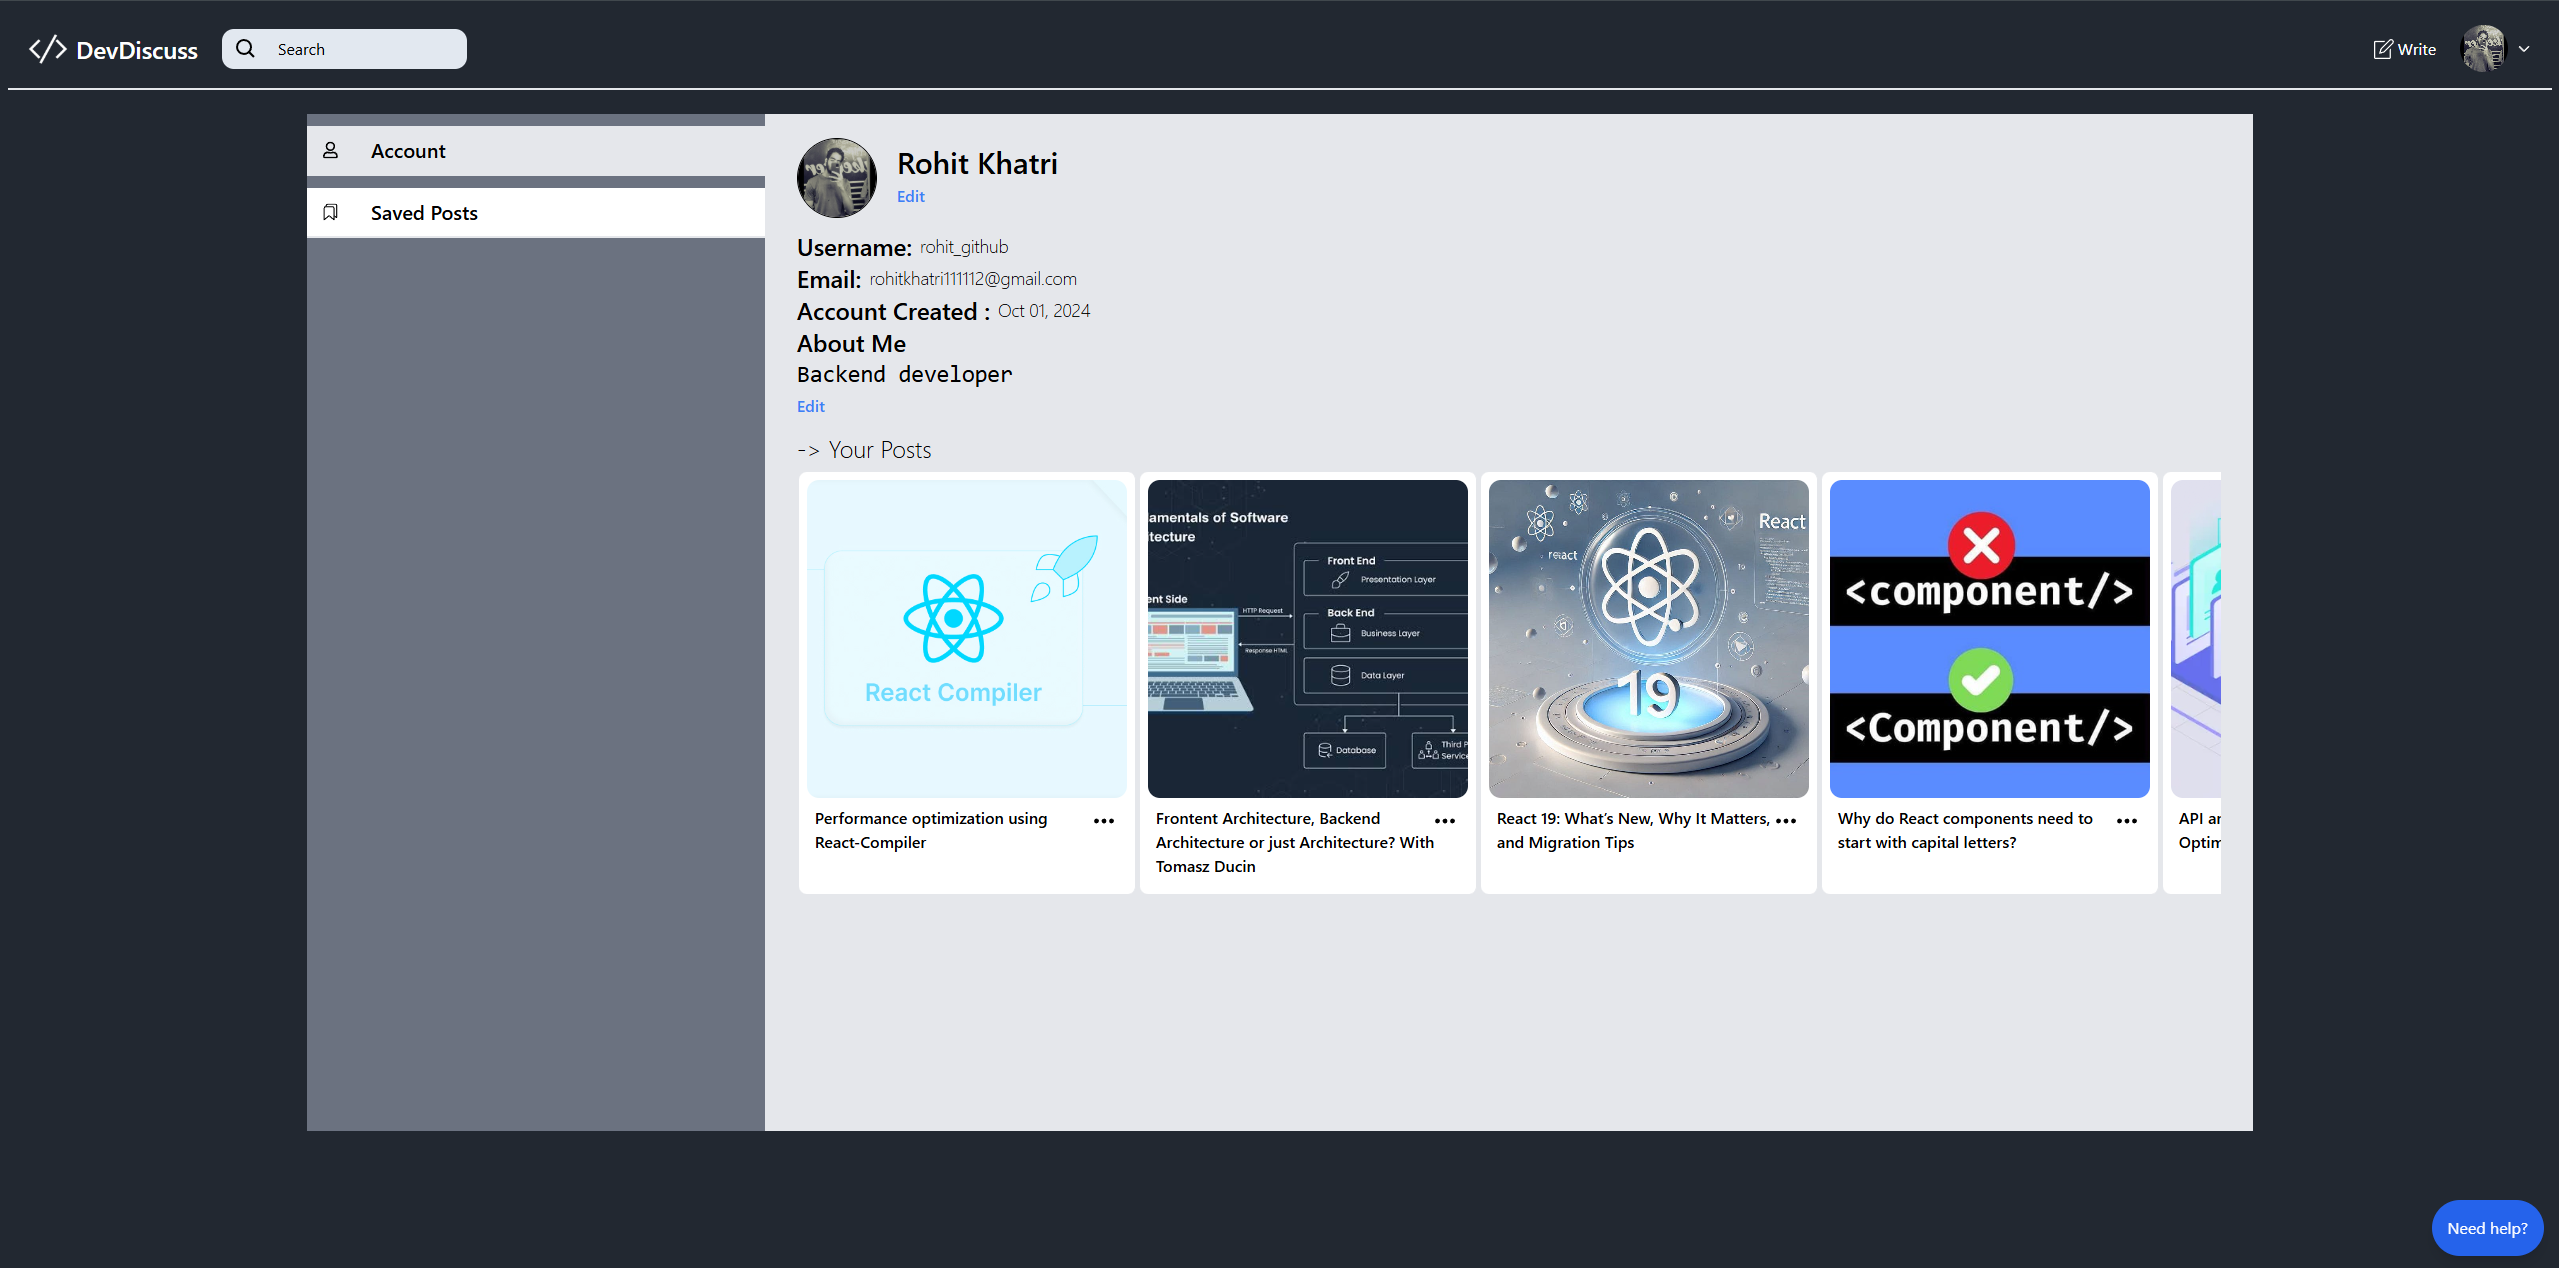 DevDiscuss
Search
Write
Account
Saved Posts
Rohit Khatri
Edit
Username: rohit_github
Email: rohitkhatri111112@gmail.com
Account Created : Oct 01, 2024
About Me
Backend developer
Edit
-> Your Posts
React Compiler
Performance optimization using
React-Compiler
amentals of Software
itecture
ent Side
HTTP Request
Response HTML
Front End
Presentation Layer
Back End
Business Layer
Data Layer
Database
Third P
Service
Frontent Architecture, Backend
Architecture or just Architecture? With
Tomasz Ducin
React
react
19
React 19: What's New, Why It Matters,
and Migration Tips
<component/>
<Component/>
Why do React components need to
start with capital letters?
API an
Optim
Need help?